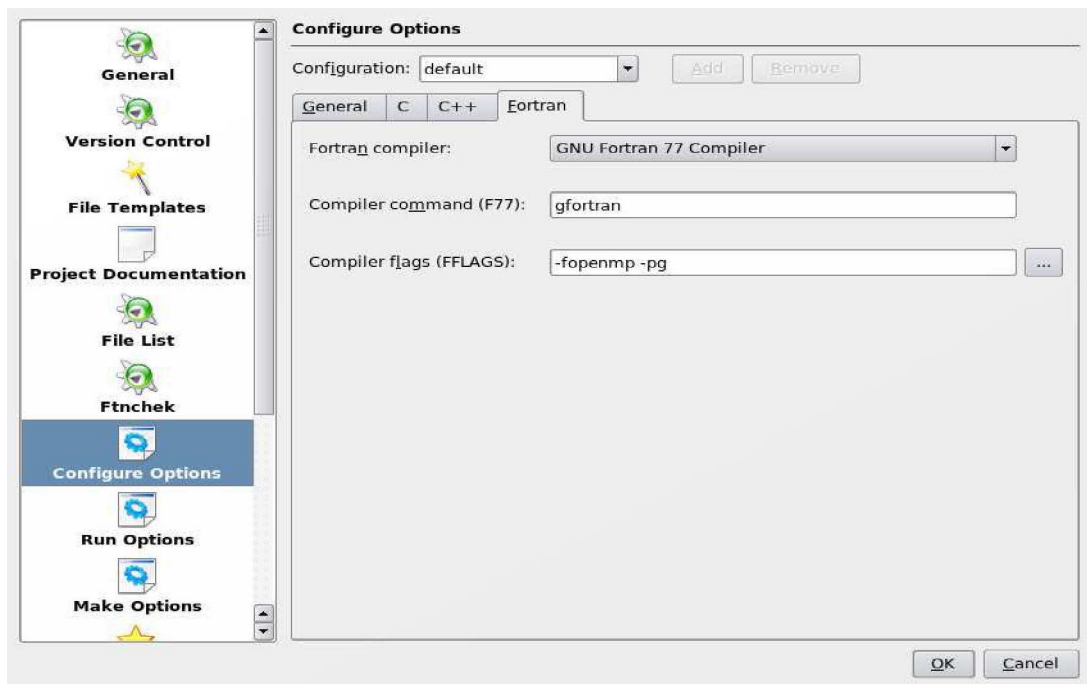 General
Version Control
File Templates
Project Documentation
File List
Ftnchek
Configure Options
Run Options
Make Options
Configure Options
Configuration: default Add Remove
General C C++ Fortran
Fortran compiler: GNU Fortran 77 Compiler
Compiler command (F77): gfortran
Compiler flags (FFLAGS): -fopenmp -pg ...
OK Cancel